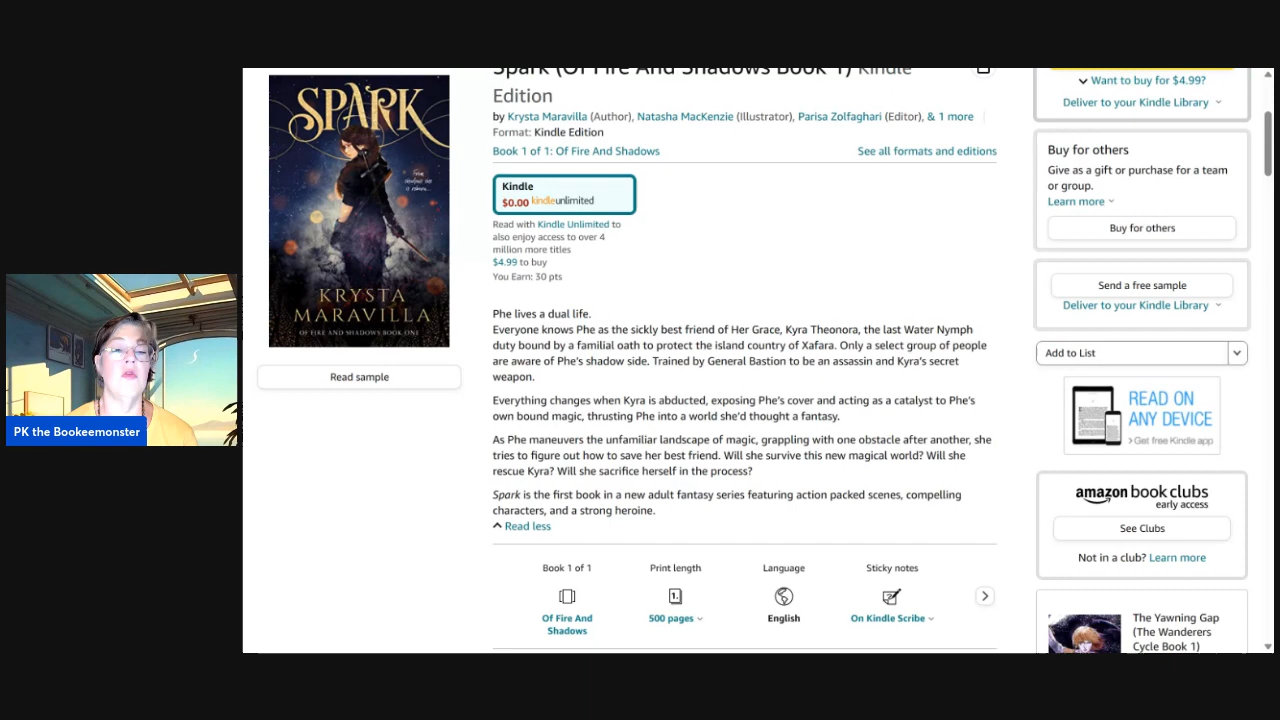 Spark (Of Fire And Shadows Book 1) Kindle
Edition
by Krysta Maravilla (Author), Natasha MacKenzie (Illustrator), Parisa Zolfaghari (Editor), & 1 more
Format: Kindle Edition
Book 1 of 1: Of Fire And Shadows
See all formats and editions
SPARK
From
shadows she
is reborn...
KRYSTA
MARAVILLA
OF FIRE AND SHADOWS BOOK ONE
Read sample
Kindle
$0.00 kindleunlimited
Read with Kindle Unlimited to
also enjoy access to over 4
million more titles
$4.99 to buy
You Earn: 30 pts
Phe lives a dual life.
Everyone knows Phe as the sickly best friend of Her Grace, Kyra Theonora, the last Water Nymph
duty bound by a familial oath to protect the island country of Xafara. Only a select group of people
are aware of Phe's shadow side. Trained by General Bastion to be an assassin and Kyra's secret
weapon.
Everything changes when Kyra is abducted, exposing Phe's cover and acting as a catalyst to Phe's
own bound magic, thrusting Phe into a world she'd thought a fantasy.
As Phe maneuvers the unfamiliar landscape of magic, grappling with one obstacle after another, she
tries to figure out how to save her best friend. Will she survive this new magical world? Will she
rescue Kyra? Will she sacrifice herself in the process?
Spark is the first book in a new adult fantasy series featuring action packed scenes, compelling
characters, and a strong heroine.
Read less
Book 1 of 1
Of Fire And
Shadows
Print length
500 pages
Language
English
Sticky notes
On Kindle Scribe
Want to buy for $4.99?
Deliver to your Kindle Library
Buy for others
Give as a gift or purchase for a team
or group.
Learn more
Buy for others
Send a free sample
Deliver to your Kindle Library
Add to List
READ ON
ANY DEVICE
Get free Kindle app
amazon book clubs
early access
See Clubs
Not in a club? Learn more
The Yawning Gap
(The Wanderers
Cycle Book 1)
PK the Bookeemonster